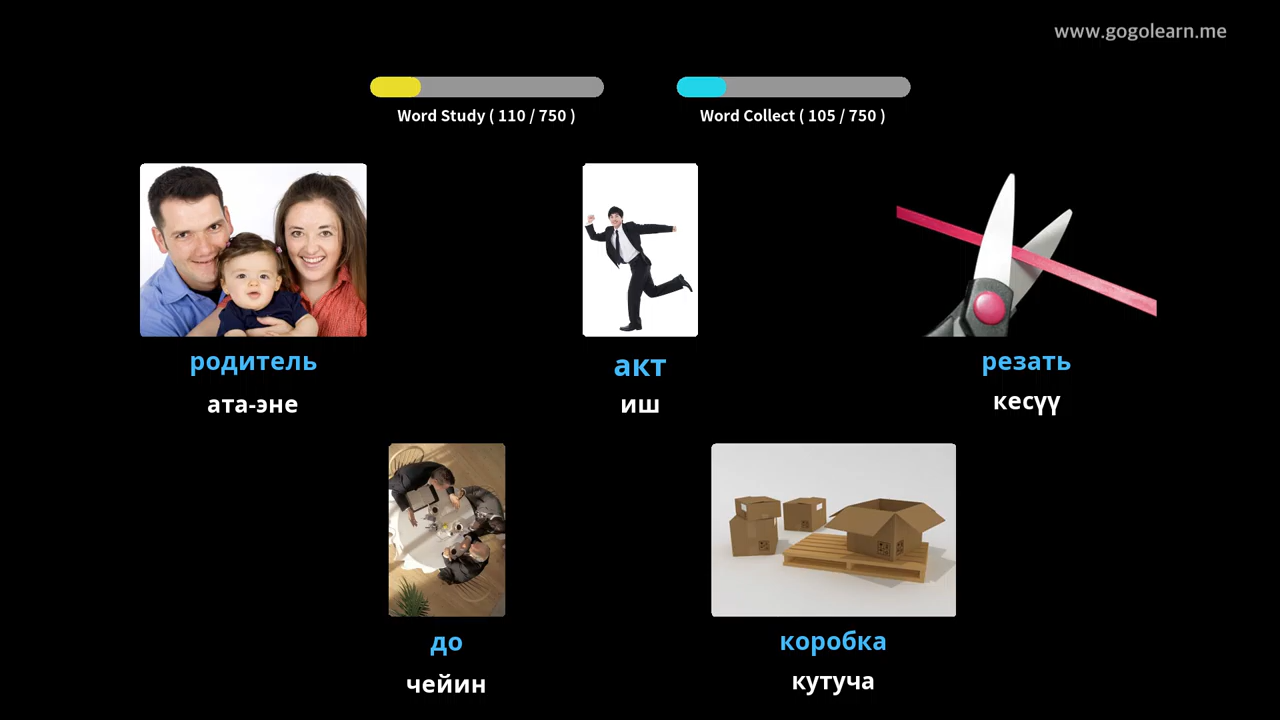 www.gogolearn.me
Word Study ( 110 / 750 )
Word Collect ( 105 / 750 )
родитель
ата-эне
акт
иш
резать
кесүү
до
чейин
коробка
кутуча